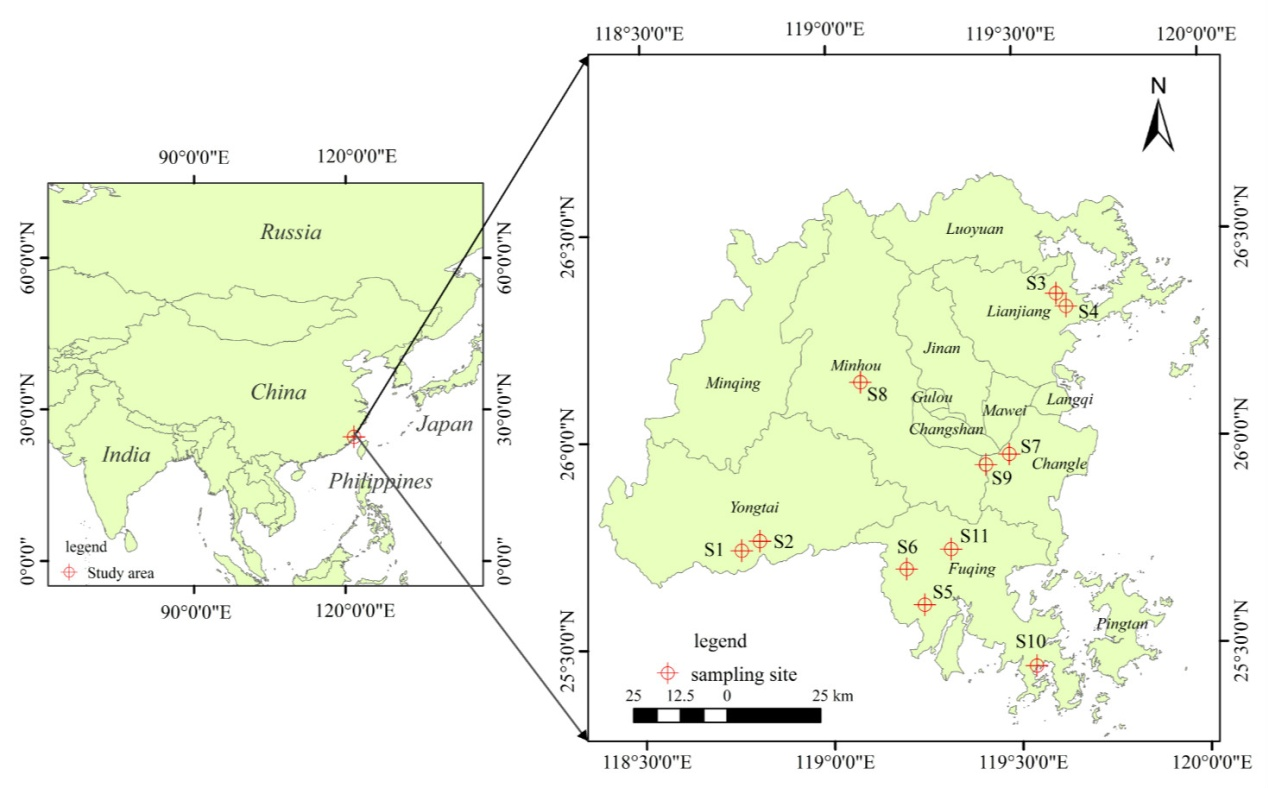 90°0'0"E 120°0'0"E
60°0'0"N
30°0'0"N
0°0'0"
60°0'0"N
30°0'0"N
0°0'0"
Russia
China
Japan
India
Philippines
legend
Study area
90°0'0"E 120°0'0"E
118°30'0"E 119°0'0"E 119°30'0"E 120°0'0"E
N
26°30'0"N
26°0'0"N
25°30'0"N
26°30'0"N
26°0'0"N
25°30'0"N
Luoyuan
S3
Lianjiang S4
Jinan
Minhou
Minqing
S8
Gulou
Langqi
Mawei
Changshan
S7
Changle
S9
Yongtai
S1 S2
S11
S6
Fuqing
S5
Pingtan
S10
legend
sampling site
25 12.5 0 25 km
118°30'0"E 119°0'0"E 119°30'0"E 120°0'0"E